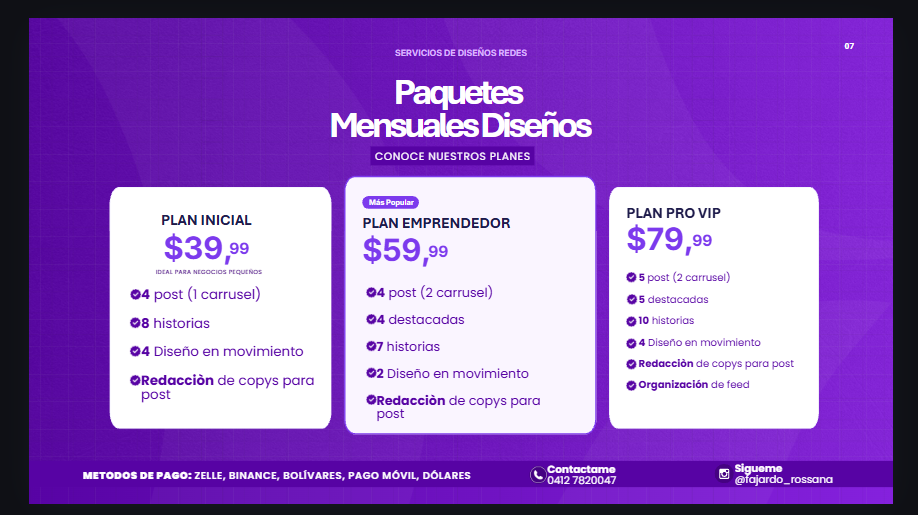 SERVICIOS DE DISEÑOS REDES
07
Paquetes
Mensuales Diseños
CONOCE NUESTROS PLANES
PLAN INICIAL
$39,99
IDEAL PARA NEGOCIOS PEQUEÑOS
4 post (1 carrusel)
8 historias
4 Diseño en movimiento
Redacciòn de copys para
post
Más Popular
PLAN EMPRENDEDOR
$59,99
4 post (2 carrusel)
4 destacadas
7 historias
2 Diseño en movimiento
Redacciòn de copys para
post
PLAN PRO VIP
$79,99
5 post (2 carrusel)
5 destacadas
10 historias
4 Diseño en movimiento
Redacciòn de copys para post
Organización de feed
METODOS DE PAGO: ZELLE, BINANCE, BOLÍVARES, PAGO MÓVIL, DÓLARES
Contactame
0412 7820047
Sigueme
@fajardo_rossana